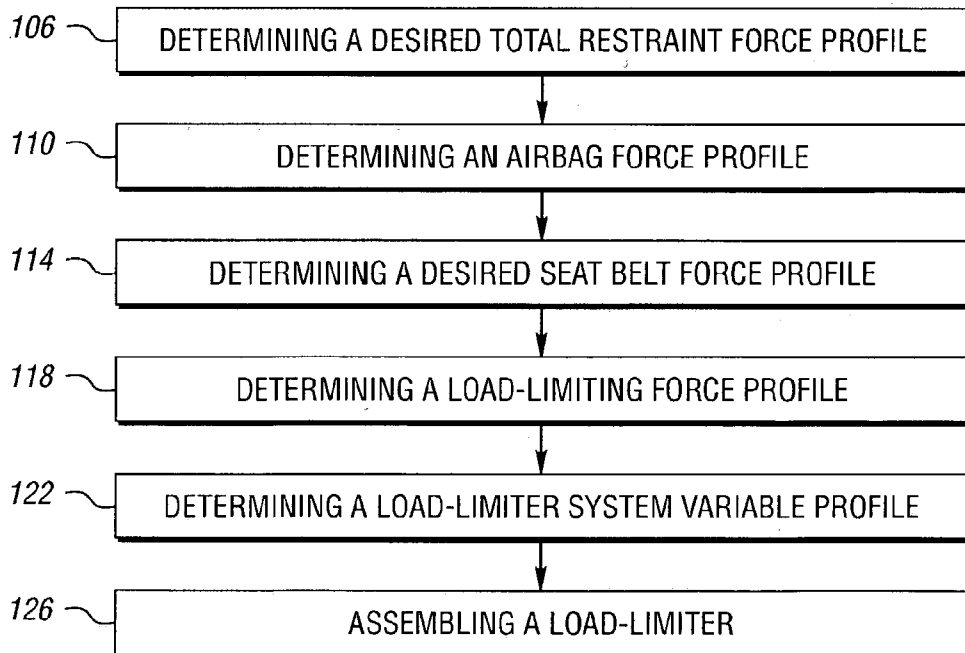 106 DETERMINING A DESIRED TOTAL RESTRAINT FORCE PROFILE
110 DETERMINING AN AIRBAG FORCE PROFILE
114 DETERMINING A DESIRED SEAT BELT FORCE PROFILE
118 DETERMINING A LOAD-LIMITING FORCE PROFILE
122 DETERMINING A LOAD-LIMITER SYSTEM VARIABLE PROFILE
126 ASSEMBLING A LOAD-LIMITER